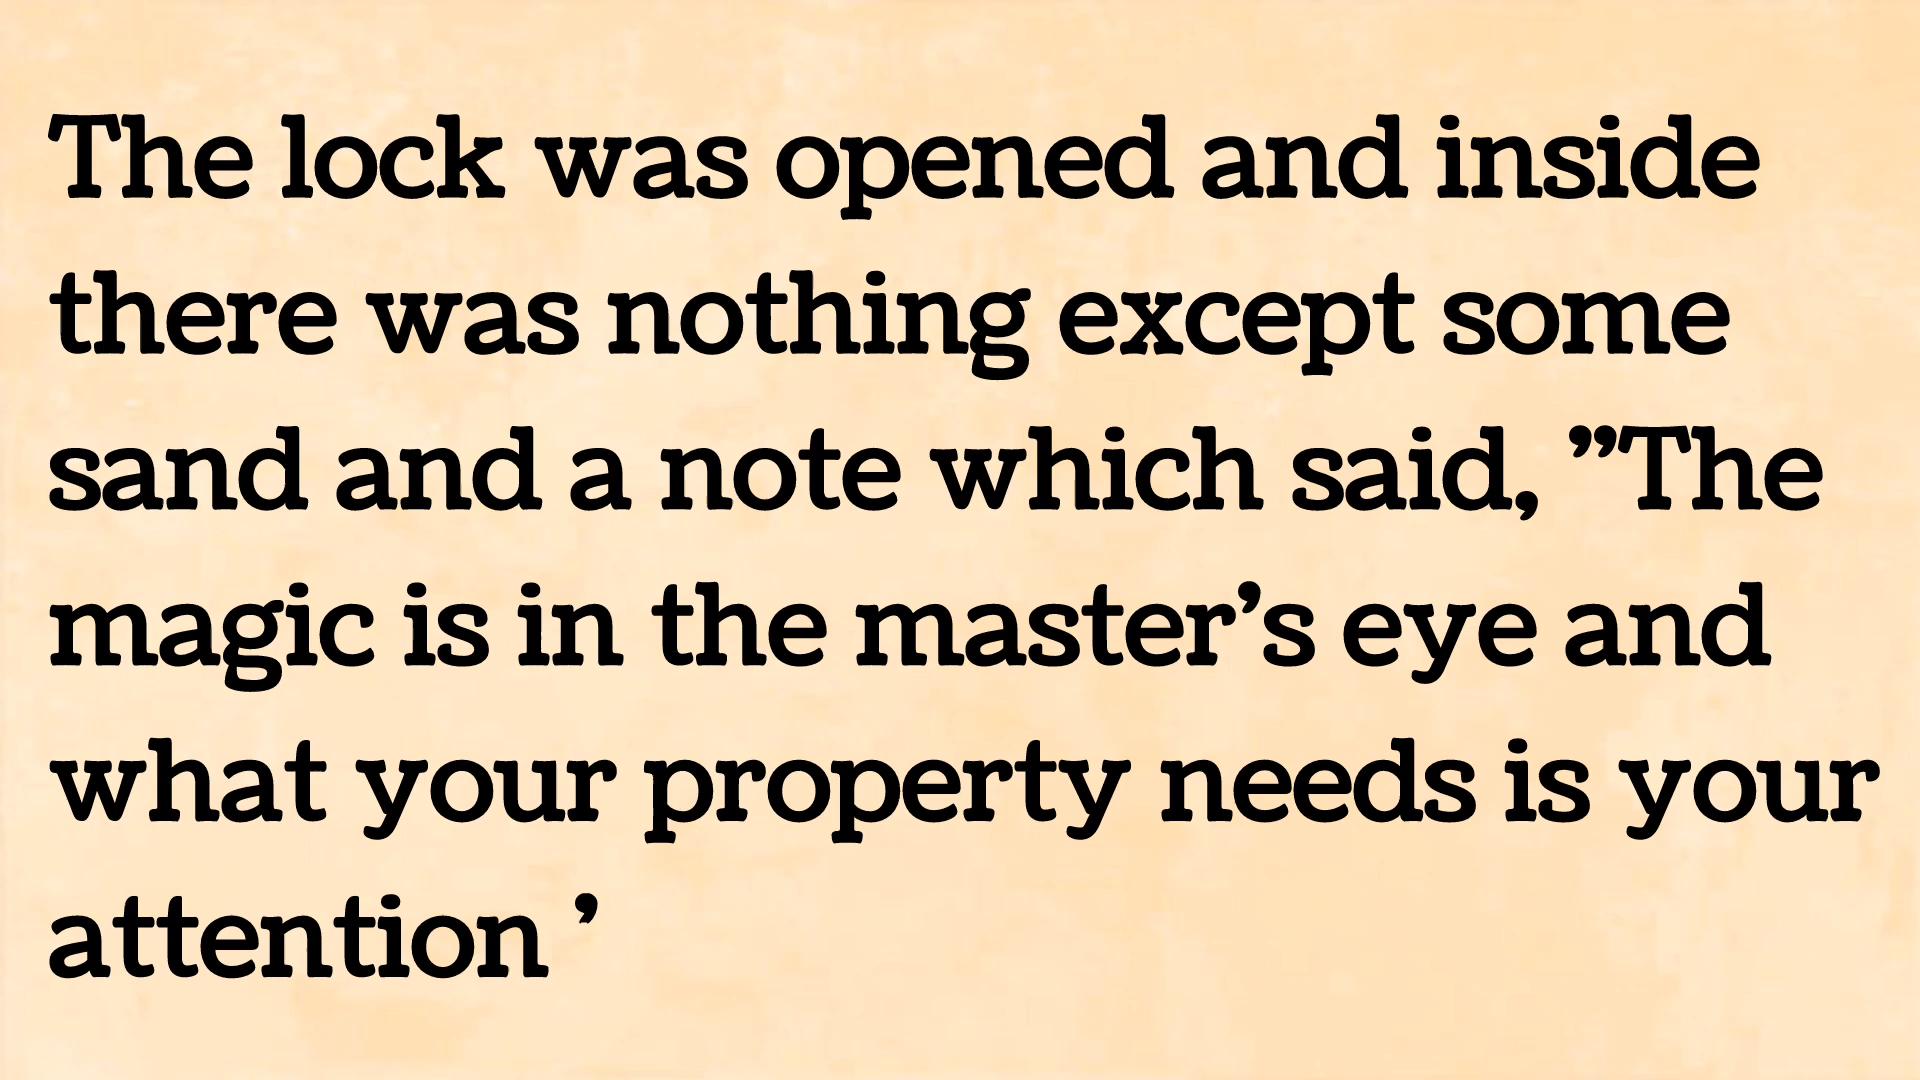 The lock was opened and inside
there was nothing except some
sand and a note which said, ”The
magic is in the master’s eye and
what your property needs is your
attention ’